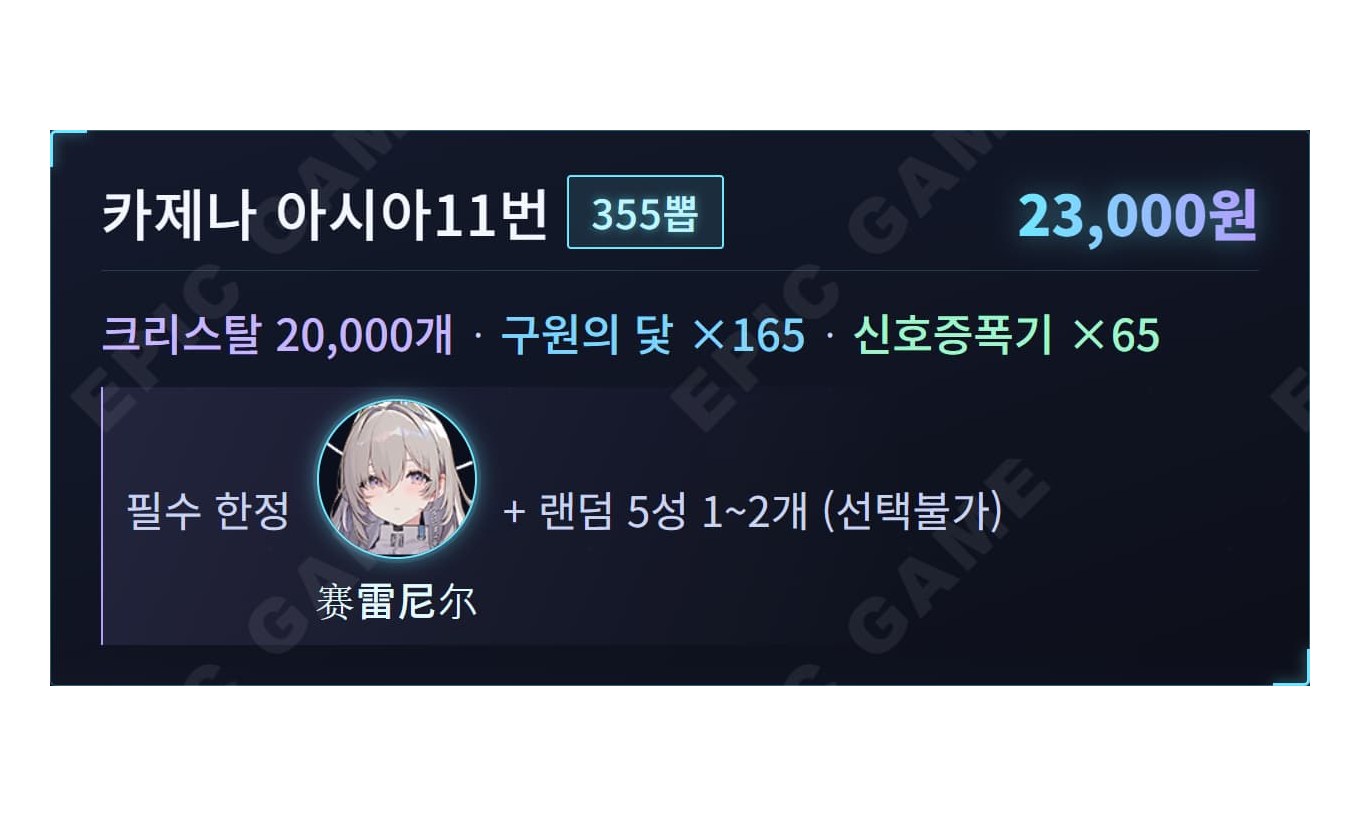 카제나 아시아11번 355뽑 23,000원
크리스탈 20,000개 · 구원의 닻 ×165 · 신호증폭기 ×65
필수 한정 + 랜덤 5성 1~2개 (선택불가)
赛雷尼尔
EPIC GAME